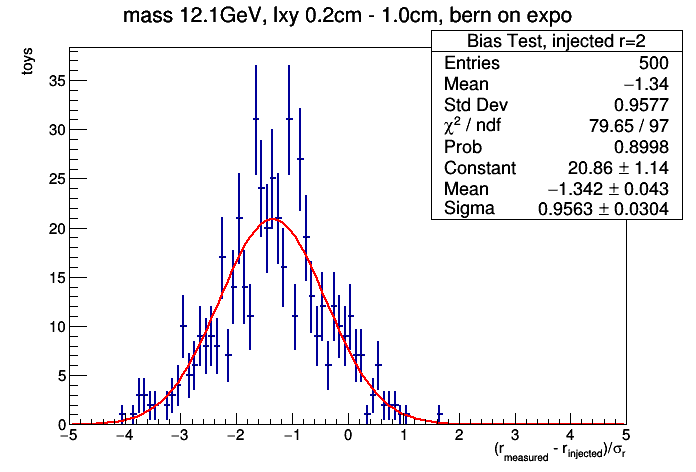 mass 12.1GeV, lxy 0.2cm - 1.0cm, bern on expo
Bias Test, injected r=2
Entries 500
Mean −1.34
Std Dev 0.9577
χ² / ndf 79.65 / 97
Prob 0.8998
Constant 20.86 ± 1.14
Mean −1.342 ± 0.043
Sigma 0.9563 ± 0.0304
toys
35
30
25
20
15
10
5
0
−5 −4 −3 −2 −1 0 1 2 3 4 5
(r_measured - r_injected)/σ_r